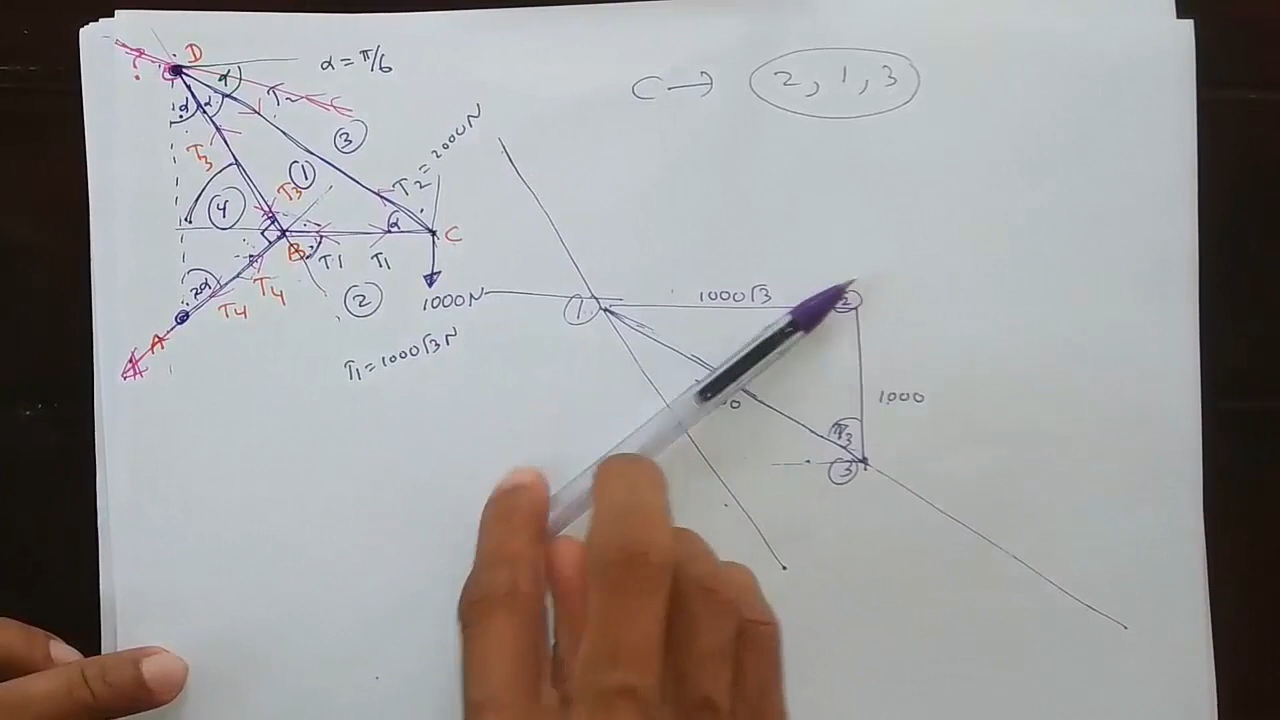 D
α = π/6
C → 2, 1, 3
α
α
α
T2
3
T3
1
T3
T2 = 2000N
4
α
C
B
T1
T1
2α
T4
T4
2
1000N
A
T1 = 1000√3 N
?
1
1000√3
2
1000
π/3
3